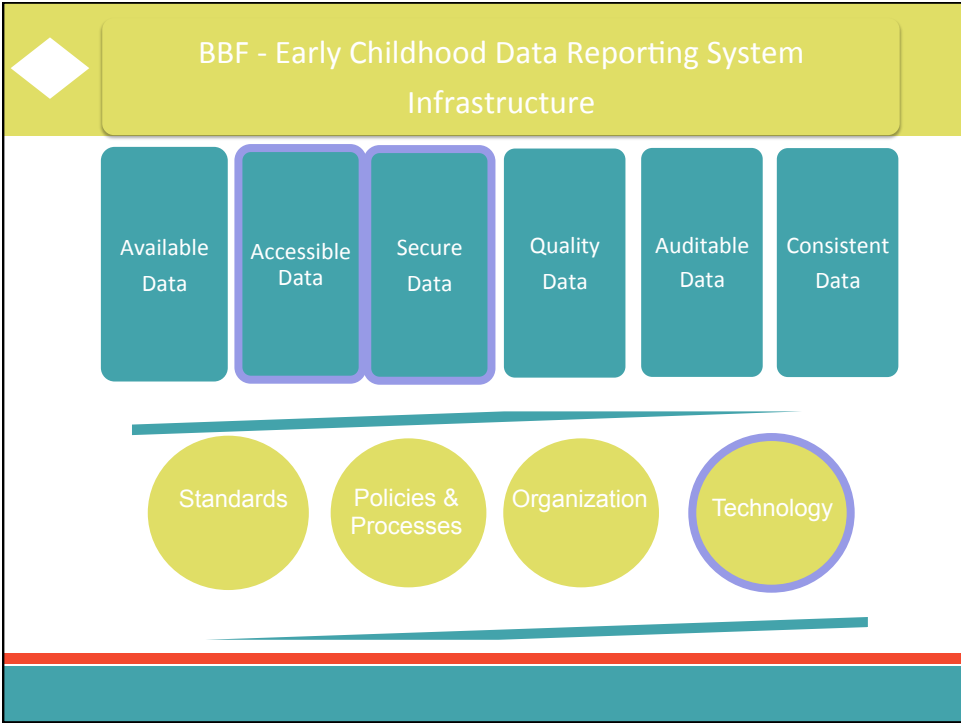 BBF - Early Childhood Data Reporting System
Infrastructure
Available
Data
Accessible
Data
Secure
Data
Quality
Data
Auditable
Data
Consistent
Data
Standards
Policies &
Processes
Organization
Technology